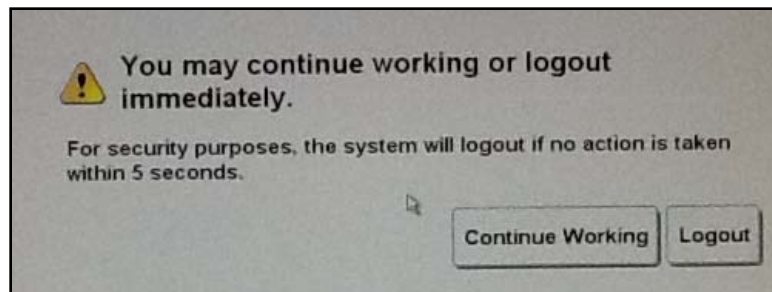 You may continue working or logout
immediately.
For security purposes, the system will logout if no action is taken
within 5 seconds.
Continue Working Logout